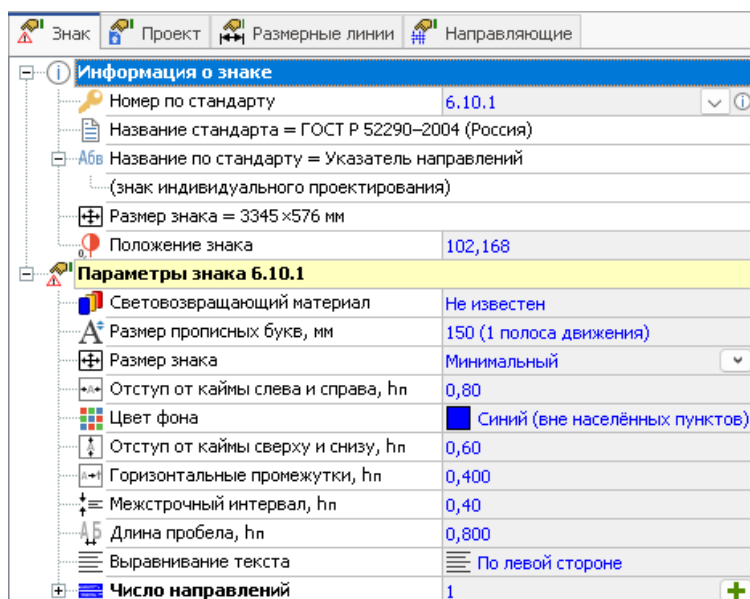 Знак Проект Размерные линии Направляющие
Информация о знаке
Номер по стандарту 6.10.1
Название стандарта = ГОСТ Р 52290–2004 (Россия)
Абв Название по стандарту = Указатель направлений
(знак индивидуального проектирования)
Размер знака = 3345×576 мм
Положение знака 102,168
Параметры знака 6.10.1
Световозвращающий материал Не известен
Размер прописных букв, мм 150 (1 полоса движения)
Размер знака Минимальный
Отступ от каймы слева и справа, hп 0,80
Цвет фона Синий (вне населённых пунктов)
Отступ от каймы сверху и снизу, hп 0,60
Горизонтальные промежутки, hп 0,400
Межстрочный интервал, hп 0,40
Длина пробела, hп 0,800
Выравнивание текста По левой стороне
Число направлений 1